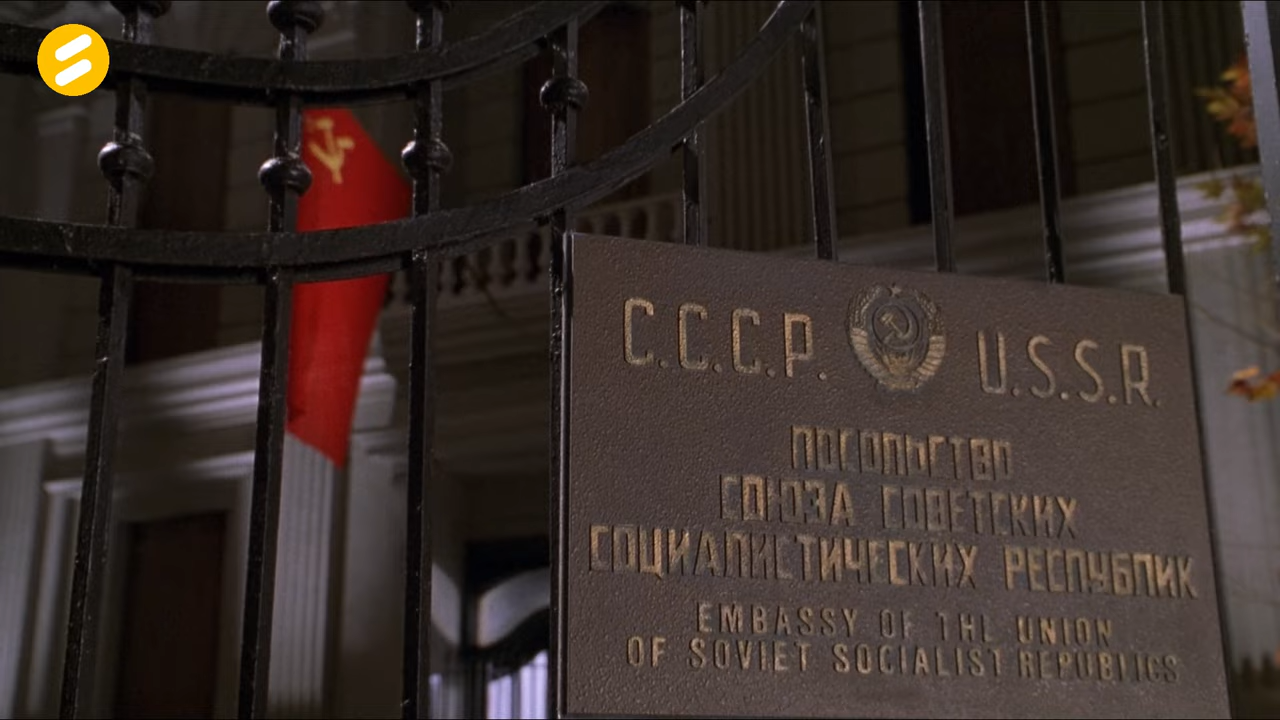 С.С.С.Р. U.S.S.R.
ПОСОЛЬСТВО
СОЮЗА СОВЕТСКИХ
СОЦИАЛИСТИЧЕСКИХ РЕСПУБЛИК
EMBASSY OF THE UNION
OF SOVIET SOCIALIST REPUBLICS